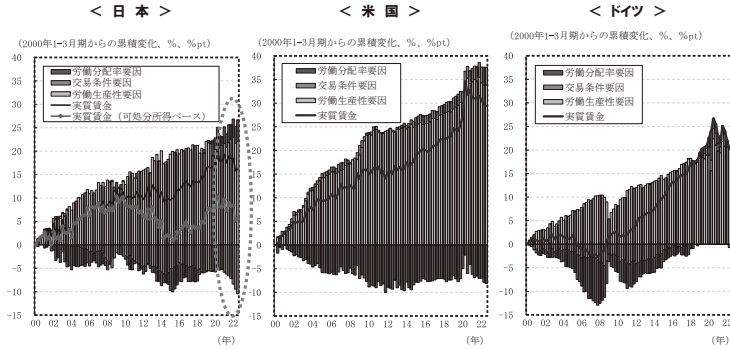 ＜ 日 本 ＞
(2000年1-3月期からの累積変化、%、%pt)
40
35
30
25
20
15
10
5
0
-5
-10
-15
労働分配率要因
交易条件要因
労働生産性要因
実質賃金
実質賃金（可処分所得ベース）
00 02 04 06 08 10 12 14 16 18 20 22
(年)
＜ 米 国 ＞
(2000年1-3月期からの累積変化、%、%pt)
40
35
30
25
20
15
10
5
0
-5
-10
-15
労働分配率要因
交易条件要因
労働生産性要因
実質賃金
00 02 04 06 08 10 12 14 16 18 20 22
(年)
＜ ドイツ ＞
(2000年1-3月期からの累積変化、%、%pt)
40
35
30
25
20
15
10
5
0
-5
-10
-15
労働分配率要因
交易条件要因
労働生産性要因
実質賃金
00 02 04 06 08 10 12 14 16 18 20 22
(年)